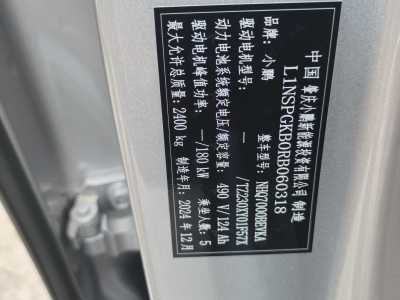 中国 肇庆小鹏新能源投资有限公司 制造
L1NSPGKB0RB060318
品牌：小鹏 整车型号：NHQ7000BEVKA
驱动电机型号： —/TZ230XY01F57X
动力电池系统额定电压/额定容量： 490 V/124 Ah
驱动电机峰值功率： —/180 kW 乘坐人数：5
最大允许总质量：2400 kg 制造年月：2024 年 12 月